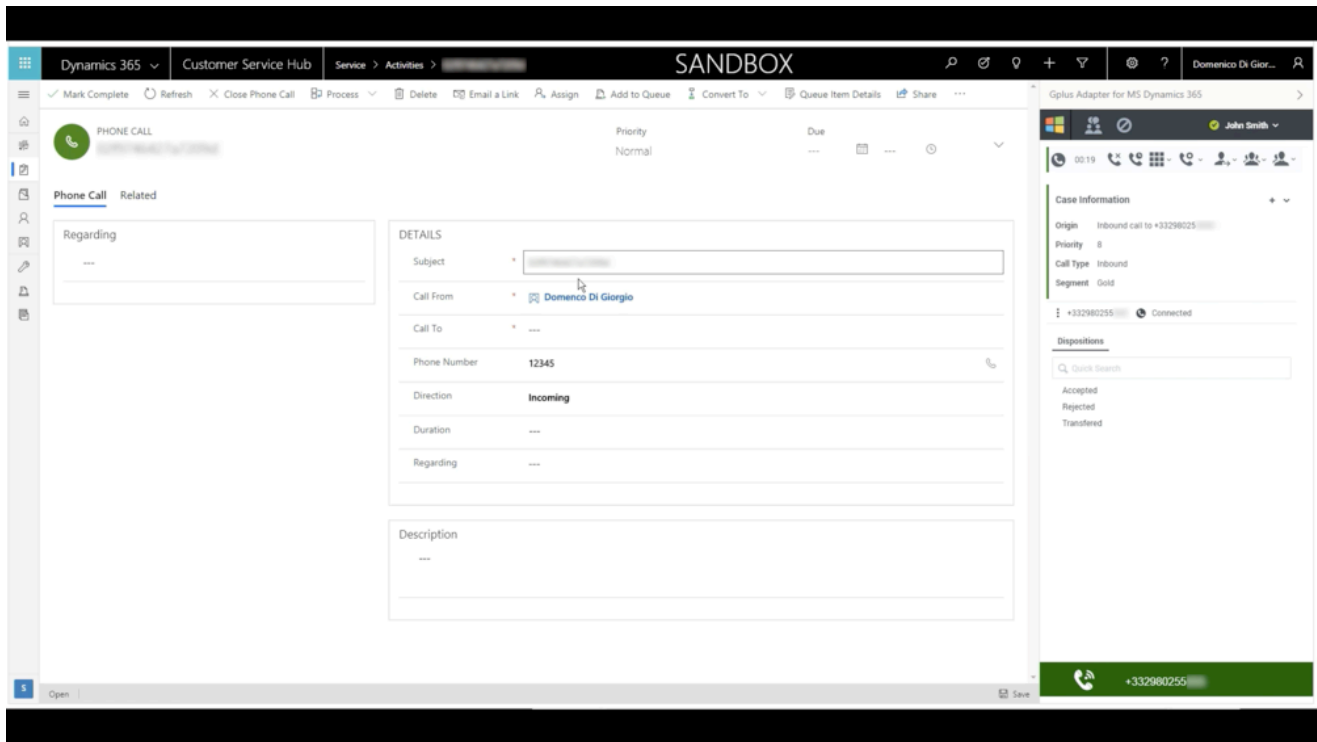 Dynamics 365
Customer Service Hub
Service > Activities >
SANDBOX
Domenico Di Gior...
Mark Complete Refresh Close Phone Call Process Delete Email a Link Assign Add to Queue Convert To Queue Item Details Share ...
PHONE CALL
Priority
Normal
Due
---
---
Phone Call Related
Regarding
---
DETAILS
Subject *
Call From * Domenco Di Giorgio
Call To * ---
Phone Number 12345
Direction Incoming
Duration ---
Regarding ---
Description
---
S
Open
Save
Gplus Adapter for MS Dynamics 365
John Smith
00:19
Case Information
Origin Inbound call to +33298025
Priority 8
Call Type Inbound
Segment Gold
+332980255 Connected
Dispositions
Quick Search
Accepted
Rejected
Transfered
+332980255